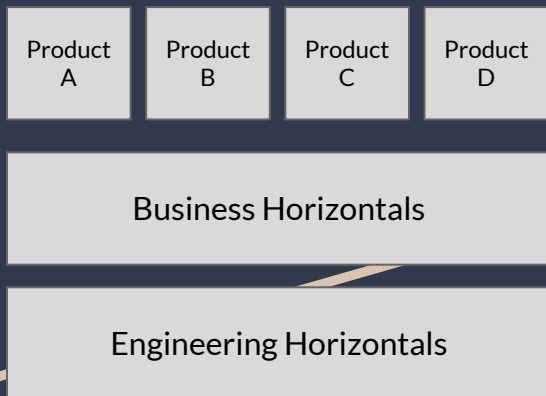 Product
A
Product
B
Product
C
Product
D
Business Horizontals
Engineering Horizontals